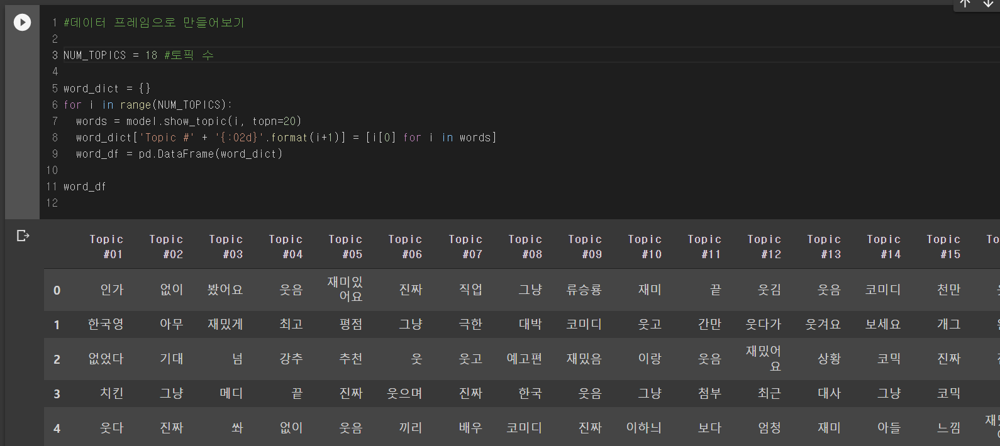 1 #데이터 프레임으로 만들어보기
2
3 NUM_TOPICS = 18 #토픽 수
4
5 word_dict = {}
6 for i in range(NUM_TOPICS):
7 words = model.show_topic(i, topn=20)
8 word_dict['Topic #' + '{:02d}'.format(i+1)] = [i[0] for i in words]
9 word_df = pd.DataFrame(word_dict)
10
11 word_df
12
Topic #01 Topic #02 Topic #03 Topic #04 Topic #05 Topic #06 Topic #07 Topic #08 Topic #09 Topic #10 Topic #11 Topic #12 Topic #13 Topic #14 Topic #15
0 인가 없이 봤어요 웃음 재미있어요 진짜 직업 그냥 류승룡 재미 끝 웃김 웃음 코미디 천만
1 한국영 아무 재밌게 최고 평점 그냥 극한 대박 코미디 웃고 간만 웃다가 웃겨요 보세요 개그
2 없었다 기대 넘 강추 추천 웃 웃고 예고편 재밌음 이랑 웃음 재밌어요 상황 코믹 진짜
3 치킨 그냥 메디 끝 진짜 웃으며 진짜 한국 웃음 그냥 첨부 최근 대사 그냥 코믹
4 웃다 진짜 쏴 없이 웃음 끼리 배우 코미디 진짜 이하늬 보다 엄청 재미 아들 느낌